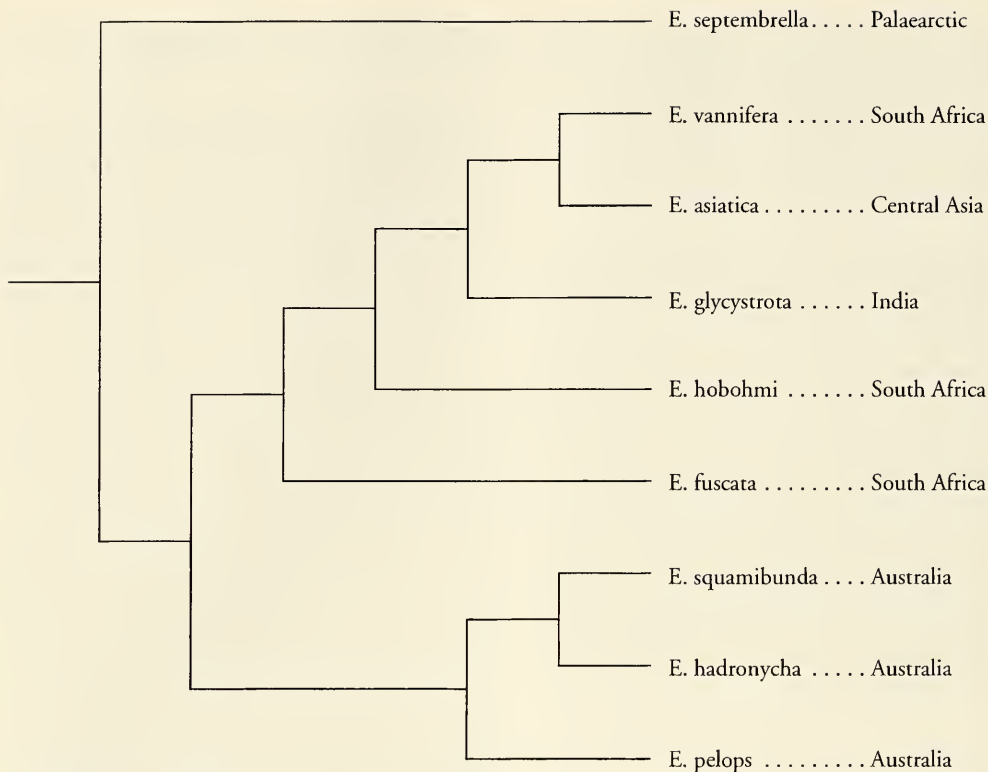 E. septembrella..... Palaearctic
E. vannifera ....... South Africa
E. asiatica ......... Central Asia
E. glycystrota ...... India
E. hobohmi ....... South Africa
E. fuscata ......... South Africa
E. squamibunda .... Australia
E. hadronycha ..... Australia
E. pelops ......... Australia